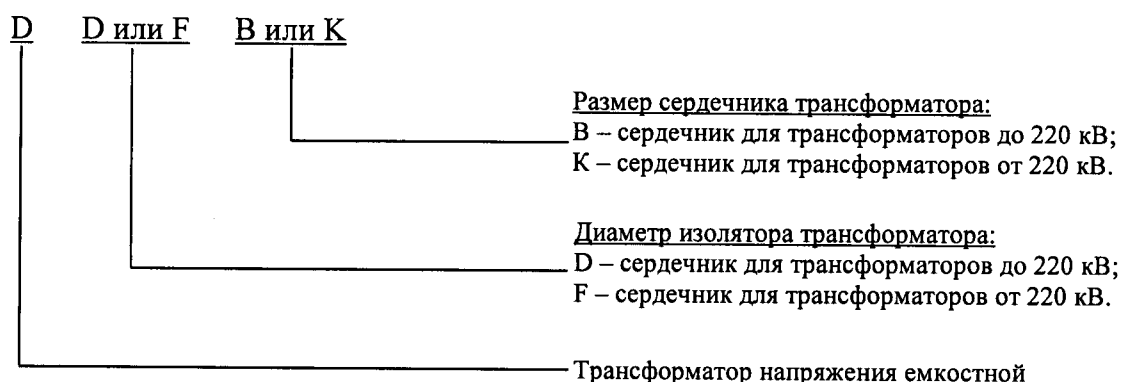 D D или F B или K
Размер сердечника трансформатора:
В – сердечник для трансформаторов до 220 кВ;
К – сердечник для трансформаторов от 220 кВ.
Диаметр изолятора трансформатора:
D – сердечник для трансформаторов до 220 кВ;
F – сердечник для трансформаторов от 220 кВ.
Трансформатор напряжения емкостной